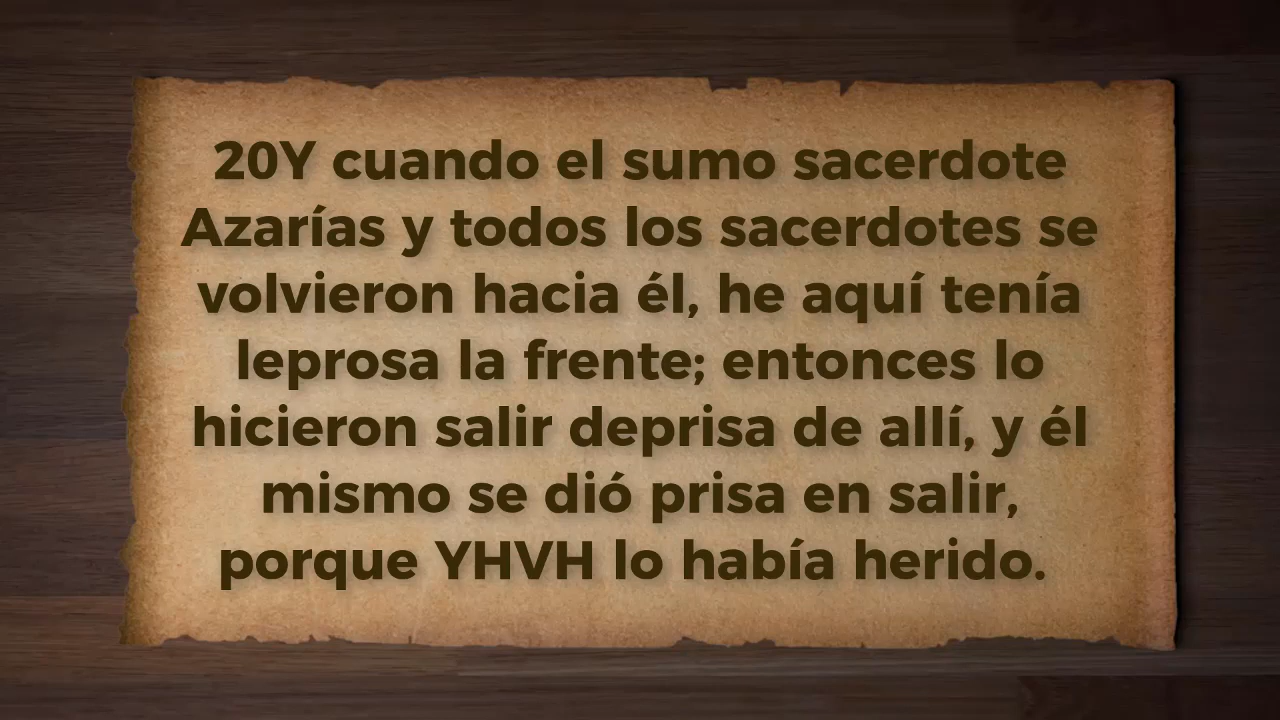 20Y cuando el sumo sacerdote
Azarías y todos los sacerdotes se
volvieron hacia él, he aquí tenía
leprosa la frente; entonces lo
hicieron salir deprisa de allí, y él
mismo se dió prisa en salir,
porque YHVH lo había herido.